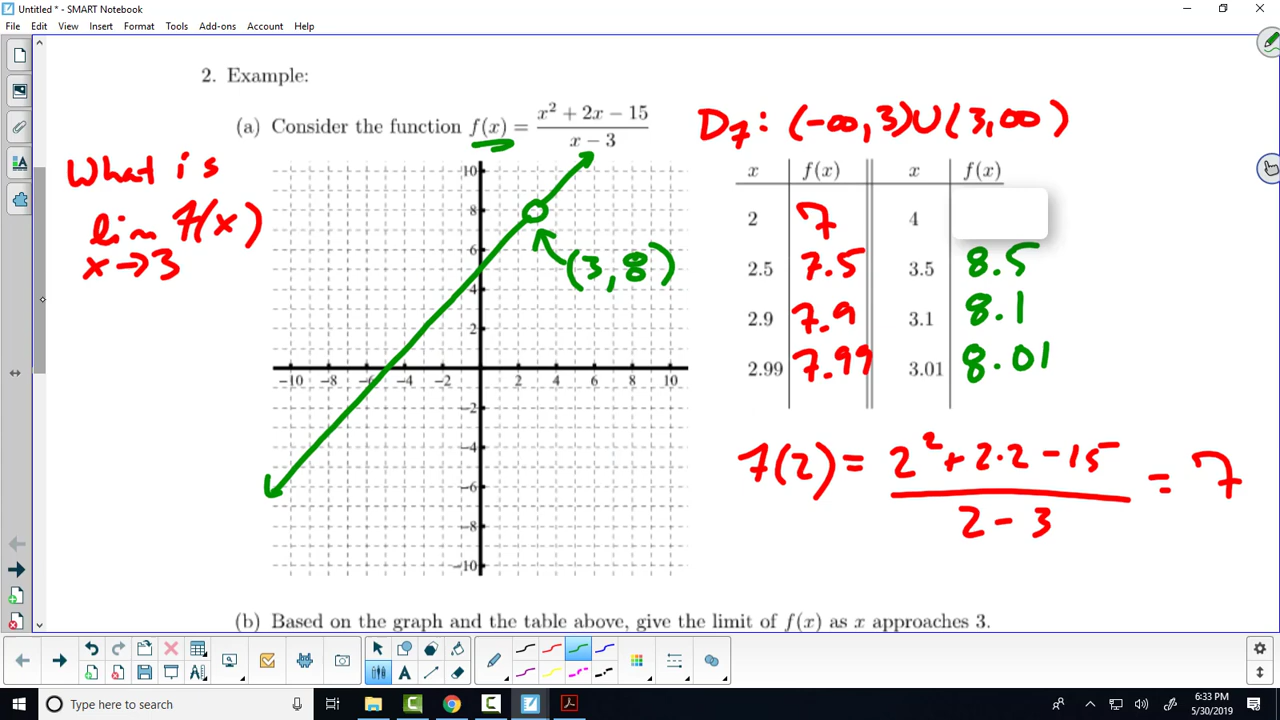 Untitled * - SMART Notebook
File Edit View Insert Format Tools Add-ons Account Help
2. Example:
(a) Consider the function f(x) = x² + 2x − 15 / x − 3
Df : (-∞, 3)∪(3, ∞)
What is
lim f(x)
x→3
x f(x) x f(x)
2 7 4
2.5 7.5 3.5 8.5
2.9 7.9 3.1 8.1
2.99 7.99 3.01 8.01
10
8
6
4
2
−10 −8 −6 −4 −2 2 4 6 8 10
−2
−4
−6
−8
−10
(3, 8)
f(2) = 2² + 2·2 − 15 / 2 − 3 = 7
(b) Based on the graph and the table above, give the limit of f(x) as x approaches 3.
Type here to search
6:33 PM
5/30/2019